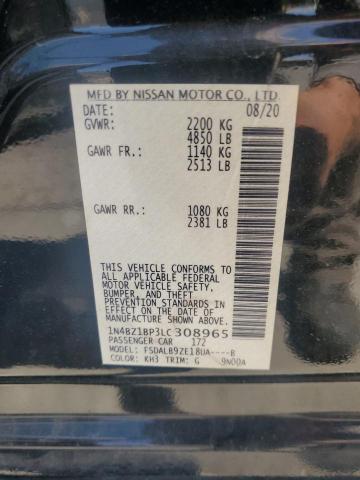 MFD BY NISSAN MOTOR CO., LTD
DATE: 08/20
GVWR: 2200 KG
4850 LB
GAWR FR.: 1140 KG
2513 LB
GAWR RR.: 1080 KG
2381 LB
THIS VEHICLE CONFORMS TO
ALL APPLICABLE FEDERAL
MOTOR VEHICLE SAFETY,
BUMPER, AND THEFT
PREVENTION STANDARDS IN
EFFECT ON THE DATE OF
MANUFACTURE SHOWN ABOVE.
1N4BZ1BP3LC308965
PASSENGER CAR 172
MODEL: FSDALB9ZE18UA----B
COLOR: KH3 TRIM: G 9N00A